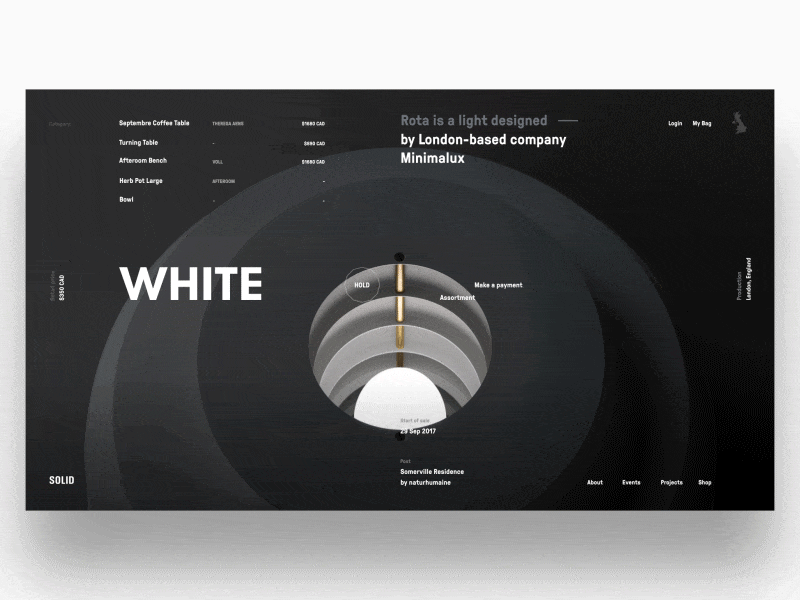 Category
Septembre Coffee Table THERESA ARNO $1680 CAD
Turning Table – $890 CAD
Afteroom Bench VOLL $1680 CAD
Herb Pot Large AFTEROOM –
Bowl – –
Rota is a light designed
by London-based company
Minimalux
Login My Bag
Retail price
$350 CAD
WHITE
HOLD
Make a payment
Assortment
Production
London, England
Start of sale
29 Sep 2017
Post
Somerville Residence
by naturhumaine
SOLID
About Events Projects Shop